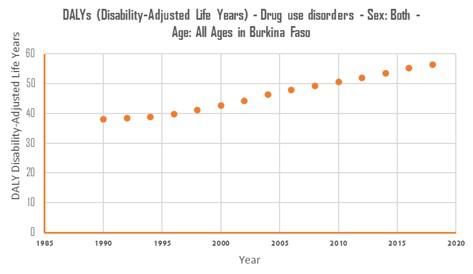 DALYs (Disability-Adjusted Life Years) - Drug use disorders - Sex: Both -
Age: All Ages in Burkina Faso
DALY Disability-Adjusted Life Years
60
50
40
30
20
10
0
1985 1990 1995 2000 2005 2010 2015 2020
Year